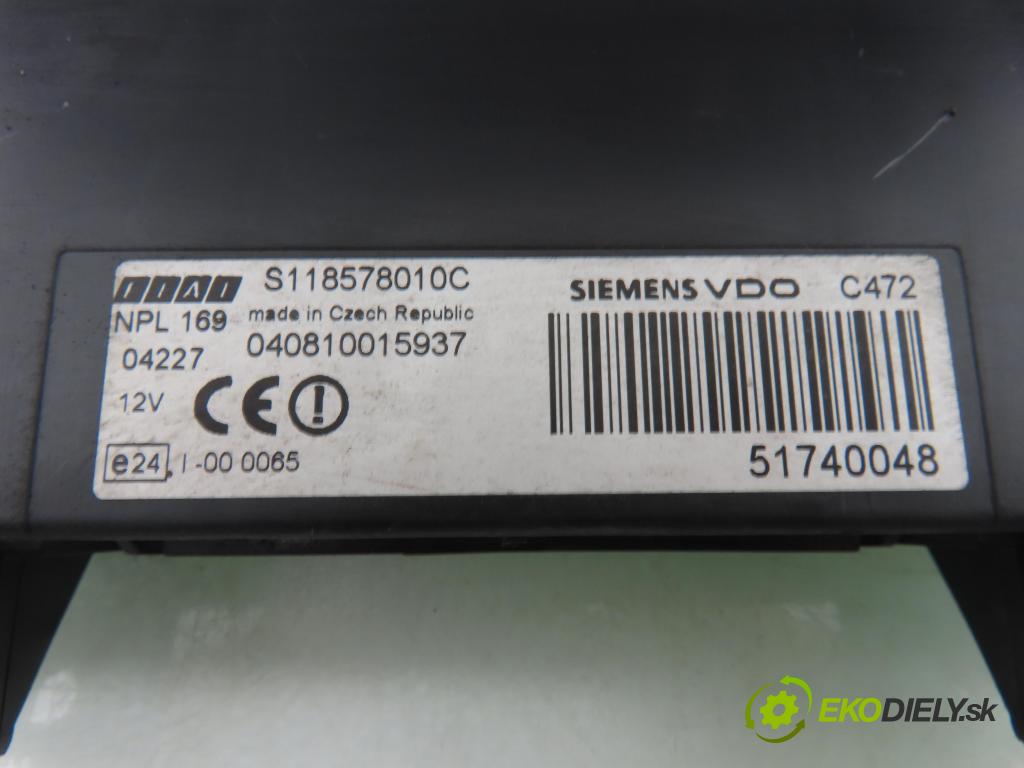 FIAT S118578010C SIEMENS VDO C472
NPL 169 made in Czech Republic
04227 040810015937
12V CE
e24 I-00 0065 51740048
EKODIELY.sk